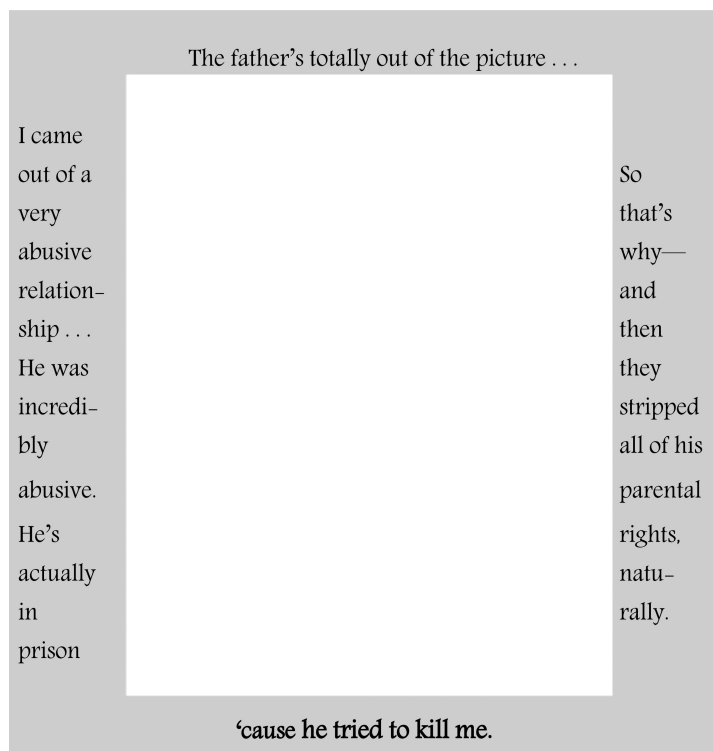 The father’s totally out of the picture . . .
I came
out of a
very
abusive
relation-
ship . . .
He was
incredi-
bly
abusive.
He’s
actually
in
prison
‘cause he tried to kill me.
So
that’s
why—
and
then
they
stripped
all of his
parental
rights,
natu-
rally.